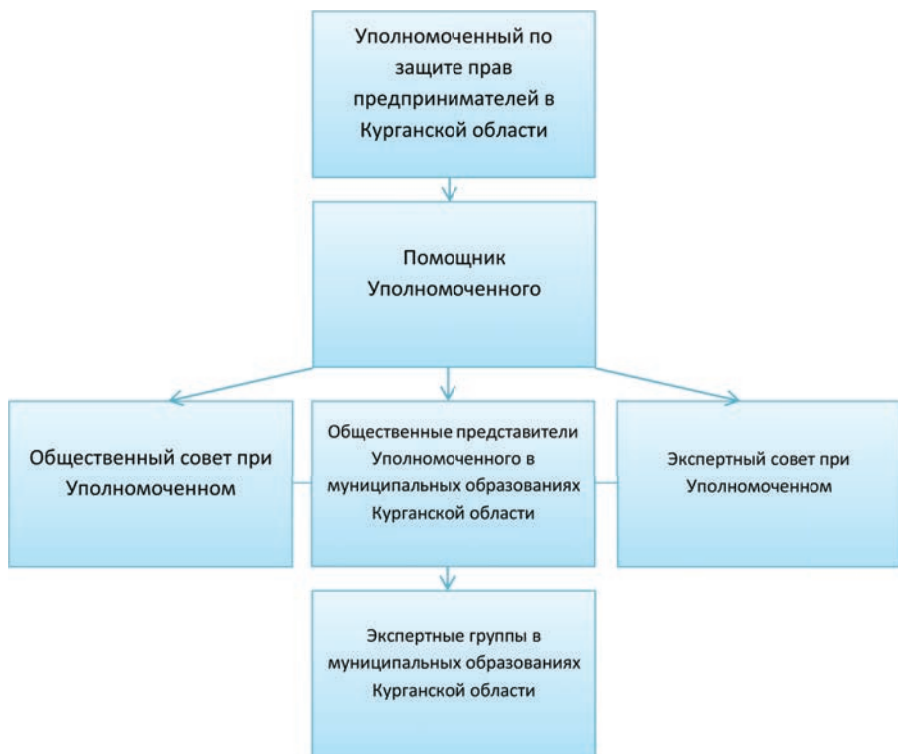 Уполномоченный по
защите прав
предпринимателей в
Курганской области
Помощник
Уполномоченного
Общественный совет при
Уполномоченном
Общественные представители
Уполномоченного в
муниципальных образованиях
Курганской области
Экспертный совет при
Уполномоченном
Экспертные группы в
муниципальных образованиях
Курганской области